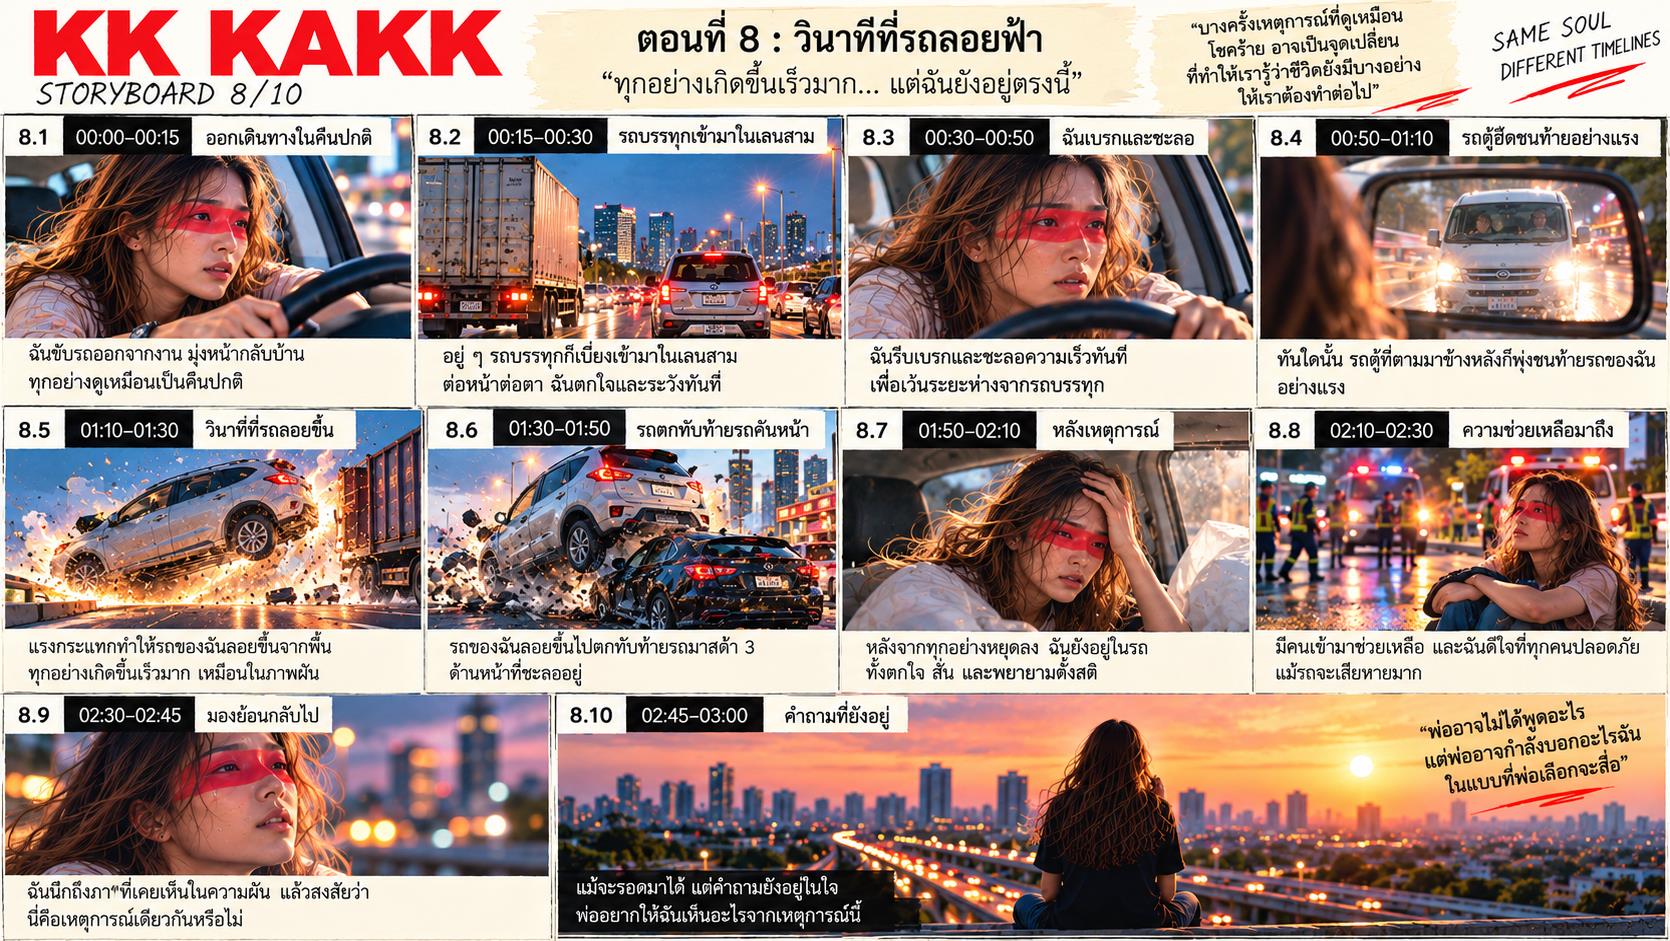 KK KAKK
STORYBOARD 8/10
ตอนที่ 8 : วินาทีที่รถลอยฟ้า
“ทุกอย่างเกิดขึ้นเร็วมาก... แต่ฉันยังอยู่ตรงนี้”
“บางครั้งเหตุการณ์ที่ดูเหมือน
โชคร้าย อาจเป็นจุดเปลี่ยน
ที่ทำให้เรารู้ว่าชีวิตยังมีบางอย่าง
ให้เราต้องทำต่อไป”
SAME SOUL
DIFFERENT TIMELINES
8.1 00:00–00:15 ออกเดินทางในคืนปกติ
ฉันขับรถออกจากงาน มุ่งหน้ากลับบ้าน
ทุกอย่างดูเหมือนเป็นคืนปกติ
8.2 00:15–00:30 รถบรรทุกเข้ามาในเลนสาม
อยู่ ๆ รถบรรทุกก็เบี่ยงเข้ามาในเลนสาม
ต่อหน้าต่อตา ฉันตกใจและระวังทันที
8.3 00:30–00:50 ฉันเบรกและชะลอ
ฉันรีบเบรกและชะลอความเร็วทันที
เพื่อเว้นระยะห่างจากรถบรรทุก
8.4 00:50–01:10 รถตู้ฮีดชนท้ายอย่างแรง
ทันใดนั้น รถตู้ที่ตามมาข้างหลังก็พุ่งชนท้ายรถของฉัน
อย่างแรง
8.5 01:10–01:30 วินาทีที่รถลอยขึ้น
แรงกระแทกทำให้รถของฉันลอยขึ้นจากพื้น
ทุกอย่างเกิดขึ้นเร็วมาก เหมือนในภาพฝัน
8.6 01:30–01:50 รถตกทับท้ายรถคันหน้า
รถของฉันลอยขึ้นไปตกทับท้ายรถมาสด้า 3
ด้านหน้าที่ชะลออยู่
8.7 01:50–02:10 หลังเหตุการณ์
หลังจากทุกอย่างหยุดลง ฉันยังอยู่ในรถ
ทั้งตกใจ สั่น และพยายามตั้งสติ
8.8 02:10–02:30 ความช่วยเหลือมาถึง
มีคนเข้ามาช่วยเหลือ และฉันดีใจที่ทุกคนปลอดภัย
แม้รถจะเสียหายมาก
8.9 02:30–02:45 มองย้อนกลับไป
ฉันนึกถึงภา ที่เคยเห็นในความฝัน แล้วสงสัยว่า
นี่คือเหตุการณ์เดียวกันหรือไม่
8.10 02:45–03:00 คำถามที่ยังอยู่
“พ่ออาจไม่ได้พูดอะไร
แต่พ่ออาจกำลังบอกอะไรฉัน
ในแบบที่พ่อเลือกจะสื่อ”
แม้จะรอดมาได้ แต่คำถามยังอยู่ในใจ
พ่ออยากให้ฉันเห็นอะไรจากเหตุการณ์นี้